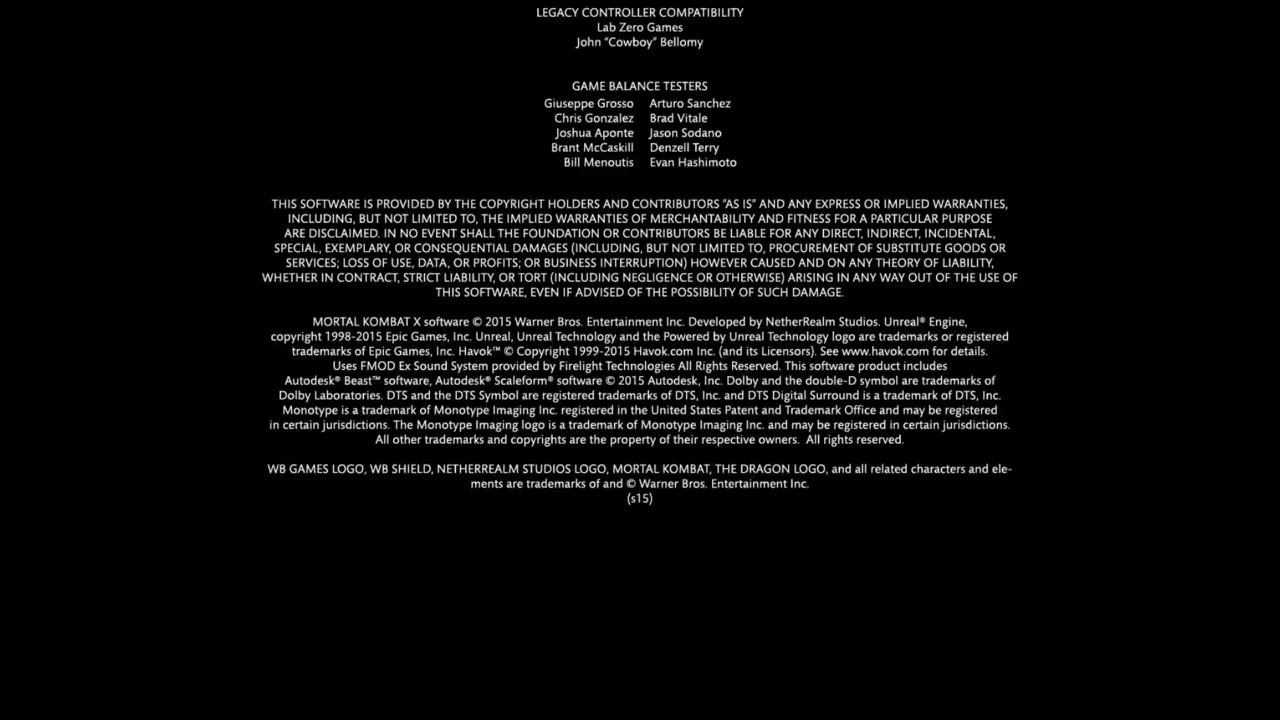 LEGACY CONTROLLER COMPATIBILITY
Lab Zero Games
John “Cowboy” Bellomy
GAME BALANCE TESTERS
Giuseppe Grosso Arturo Sanchez
Chris Gonzalez Brad Vitale
Joshua Aponte Jason Sodano
Brant McCaskill Denzell Terry
Bill Menoutis Evan Hashimoto
THIS SOFTWARE IS PROVIDED BY THE COPYRIGHT HOLDERS AND CONTRIBUTORS “AS IS” AND ANY EXPRESS OR IMPLIED WARRANTIES,
INCLUDING, BUT NOT LIMITED TO, THE IMPLIED WARRANTIES OF MERCHANTABILITY AND FITNESS FOR A PARTICULAR PURPOSE
ARE DISCLAIMED. IN NO EVENT SHALL THE FOUNDATION OR CONTRIBUTORS BE LIABLE FOR ANY DIRECT, INDIRECT, INCIDENTAL,
SPECIAL, EXEMPLARY, OR CONSEQUENTIAL DAMAGES (INCLUDING, BUT NOT LIMITED TO, PROCUREMENT OF SUBSTITUTE GOODS OR
SERVICES; LOSS OF USE, DATA, OR PROFITS; OR BUSINESS INTERRUPTION) HOWEVER CAUSED AND ON ANY THEORY OF LIABILITY,
WHETHER IN CONTRACT, STRICT LIABILITY, OR TORT (INCLUDING NEGLIGENCE OR OTHERWISE) ARISING IN ANY WAY OUT OF THE USE OF
THIS SOFTWARE, EVEN IF ADVISED OF THE POSSIBILITY OF SUCH DAMAGE.
MORTAL KOMBAT X software © 2015 Warner Bros. Entertainment Inc. Developed by NetherRealm Studios. Unreal® Engine,
copyright 1998-2015 Epic Games, Inc. Unreal, Unreal Technology and the Powered by Unreal Technology logo are trademarks or registered
trademarks of Epic Games, Inc. Havok™ © Copyright 1999-2015 Havok.com Inc. (and its Licensors). See www.havok.com for details.
Uses FMOD Ex Sound System provided by Firelight Technologies All Rights Reserved. This software product includes
Autodesk® Beast™ software, Autodesk® Scaleform® software © 2015 Autodesk, Inc. Dolby and the double-D symbol are trademarks of
Dolby Laboratories. DTS and the DTS Symbol are registered trademarks of DTS, Inc. and DTS Digital Surround is a trademark of DTS, Inc.
Monotype is a trademark of Monotype Imaging Inc. registered in the United States Patent and Trademark Office and may be registered
in certain jurisdictions. The Monotype Imaging logo is a trademark of Monotype Imaging Inc. and may be registered in certain jurisdictions.
All other trademarks and copyrights are the property of their respective owners. All rights reserved.
WB GAMES LOGO, WB SHIELD, NETHERREALM STUDIOS LOGO, MORTAL KOMBAT, THE DRAGON LOGO, and all related characters and ele-
ments are trademarks of and © Warner Bros. Entertainment Inc.
(s15)